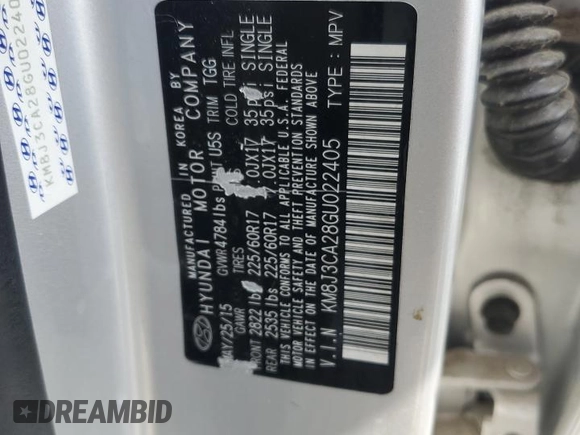 KM8J3CA28GU022405
MANUFACTURED IN KOREA BY
HYUNDAI MOTOR COMPANY
MAY/25/15 GVWR 4784 lbs PAINT U5S TRIM TGG
GAWR TIRES COLD TIRE INFL
FRONT 2822 lbs 225/60R17 7.0JX17 35psi SINGLE
REAR 2535 lbs 225/60R17 7.0JX17 35psi SINGLE
THIS VEHICLE CONFORMS TO ALL APPLICABLE U.S.A. FEDERAL
MOTOR VEHICLE SAFETY AND THEFT PREVENTION STANDARDS
IN EFFECT ON THE DATE OF MANUFACTURE SHOWN ABOVE
V.I.N : KM8J3CA28GU022405 TYPE : MPV
DREAMBID